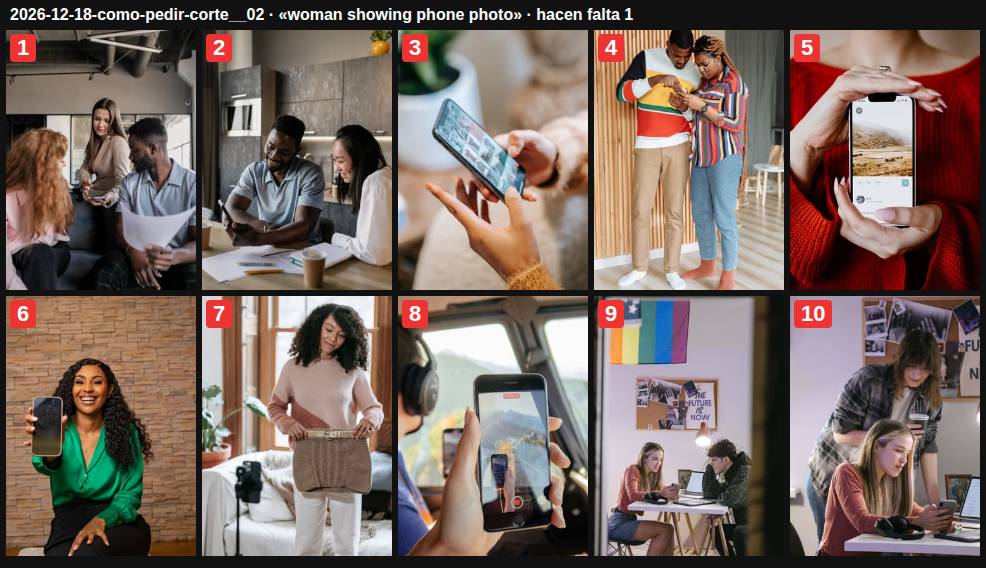 2026-12-18-como-pedir-corte__02 · «woman showing phone photo» · hacen falta 1
1
2
3
4
5
6
7
8
9
10
THE
FUTURE
IS
NOW
FU
N